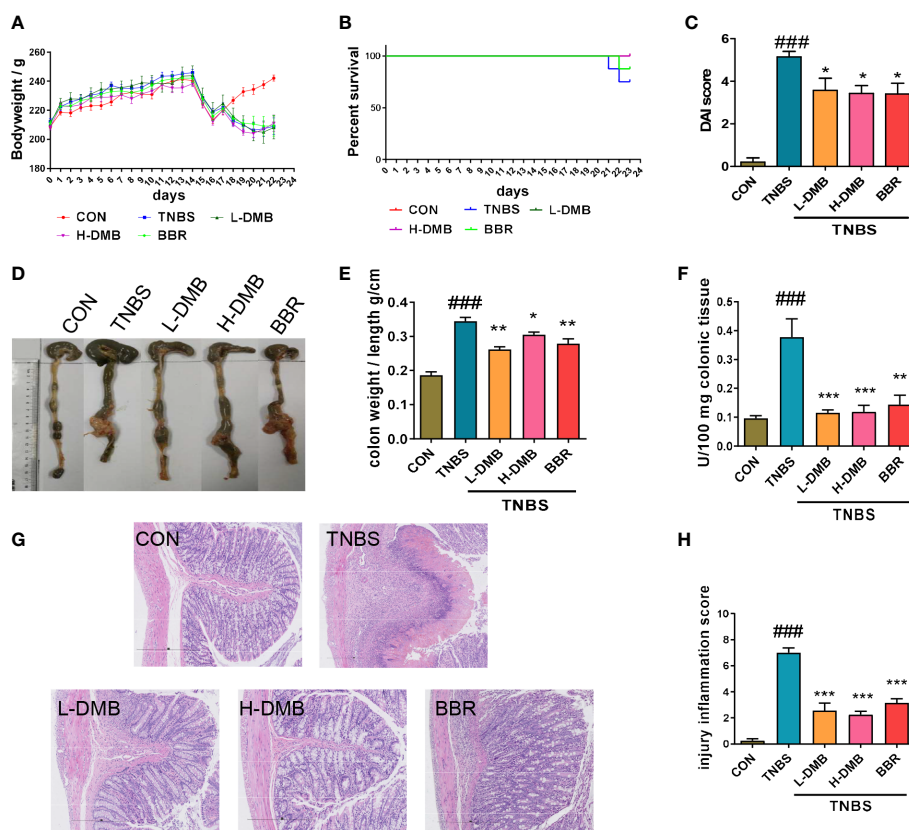 A
Bodyweight / g
260
240
220
200
180
0 1 2 3 4 5 6 7 8 9 10 11 12 13 14 15 16 17 18 19 20 21 22 23 24
days
CON TNBS L-DMB
H-DMB BBR
B
Percent survival
100
50
0
0 1 2 3 4 5 6 7 8 9 10 11 12 13 14 15 16 17 18 19 20 21 22 23 24
days
CON TNBS L-DMB
H-DMB BBR
C
DAI score
6
4
2
0
###
* * *
CON TNBS L-DMB H-DMB BBR
TNBS
D
CON TNBS L-DMB H-DMB BBR
E
colon weight / length g/cm
0.4
0.3
0.2
0.1
0.0
###
** * **
CON TNBS L-DMB H-DMB BBR
TNBS
F
U/100 mg colonic tissue
0.5
0.4
0.3
0.2
0.1
0.0
###
*** *** **
CON TNBS L-DMB H-DMB BBR
TNBS
G
CON TNBS
L-DMB H-DMB BBR
H
injury inflammation score
10
8
6
4
2
0
###
*** *** ***
CON TNBS L-DMB H-DMB BBR
TNBS